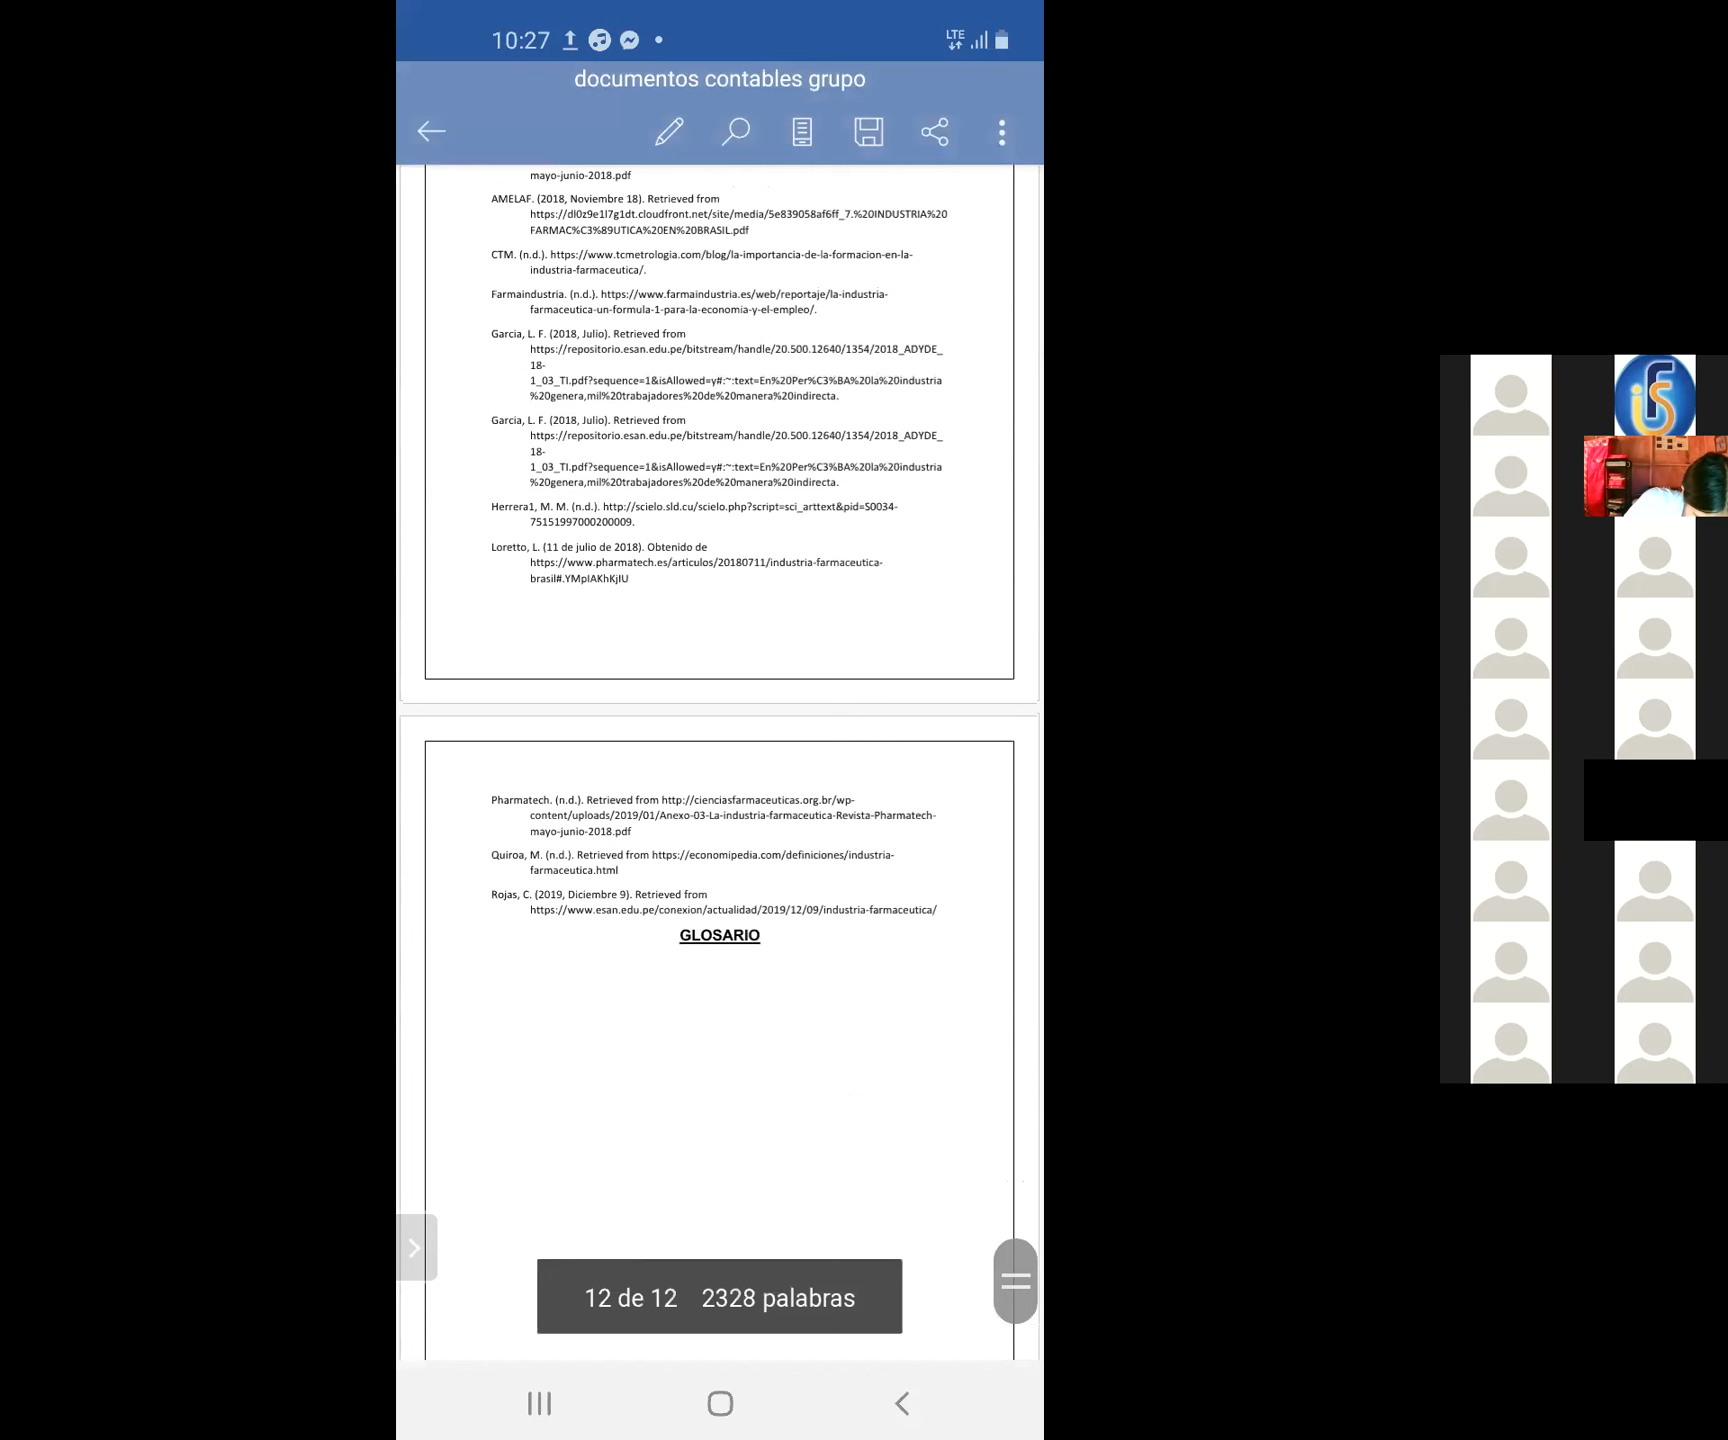 10:27
LTE
documentos contables grupo
mayo-junio-2018.pdf
AMELAF. (2018, Noviembre 18). Retrieved from
https://dl0z9e1l7g1dt.cloudfront.net/site/media/5e839058af6ff_7.%20INDUSTRIA%20
FARMAC%C3%89UTICA%20EN%20BRASIL.pdf
CTM. (n.d.). https://www.tcmetrologia.com/blog/la-importancia-de-la-formacion-en-la-
industria-farmaceutica/.
Farmaindustria. (n.d.). https://www.farmaindustria.es/web/reportaje/la-industria-
farmaceutica-un-formula-1-para-la-economia-y-el-empleo/.
Garcia, L. F. (2018, Julio). Retrieved from
https://repositorio.esan.edu.pe/bitstream/handle/20.500.12640/1354/2018_ADYDE_
18-
1_03_TI.pdf?sequence=1&isAllowed=y#:~:text=En%20Per%C3%BA%20la%20industria
%20genera,mil%20trabajadores%20de%20manera%20indirecta.
Garcia, L. F. (2018, Julio). Retrieved from
https://repositorio.esan.edu.pe/bitstream/handle/20.500.12640/1354/2018_ADYDE_
18-
1_03_TI.pdf?sequence=1&isAllowed=y#:~:text=En%20Per%C3%BA%20la%20industria
%20genera,mil%20trabajadores%20de%20manera%20indirecta.
Herrera1, M. M. (n.d.). http://scielo.sld.cu/scielo.php?script=sci_arttext&pid=S0034-
75151997000200009.
Loretto, L. (11 de julio de 2018). Obtenido de
https://www.pharmatech.es/articulos/20180711/industria-farmaceutica-
brasil#.YMpIAKhKjIU
Pharmatech. (n.d.). Retrieved from http://cienciasfarmaceuticas.org.br/wp-
content/uploads/2019/01/Anexo-03-La-industria-farmaceutica-Revista-Pharmatech-
mayo-junio-2018.pdf
Quiroa, M. (n.d.). Retrieved from https://economipedia.com/definiciones/industria-
farmaceutica.html
Rojas, C. (2019, Diciembre 9). Retrieved from
https://www.esan.edu.pe/conexion/actualidad/2019/12/09/industria-farmaceutica/
GLOSARIO
12 de 12 2328 palabras